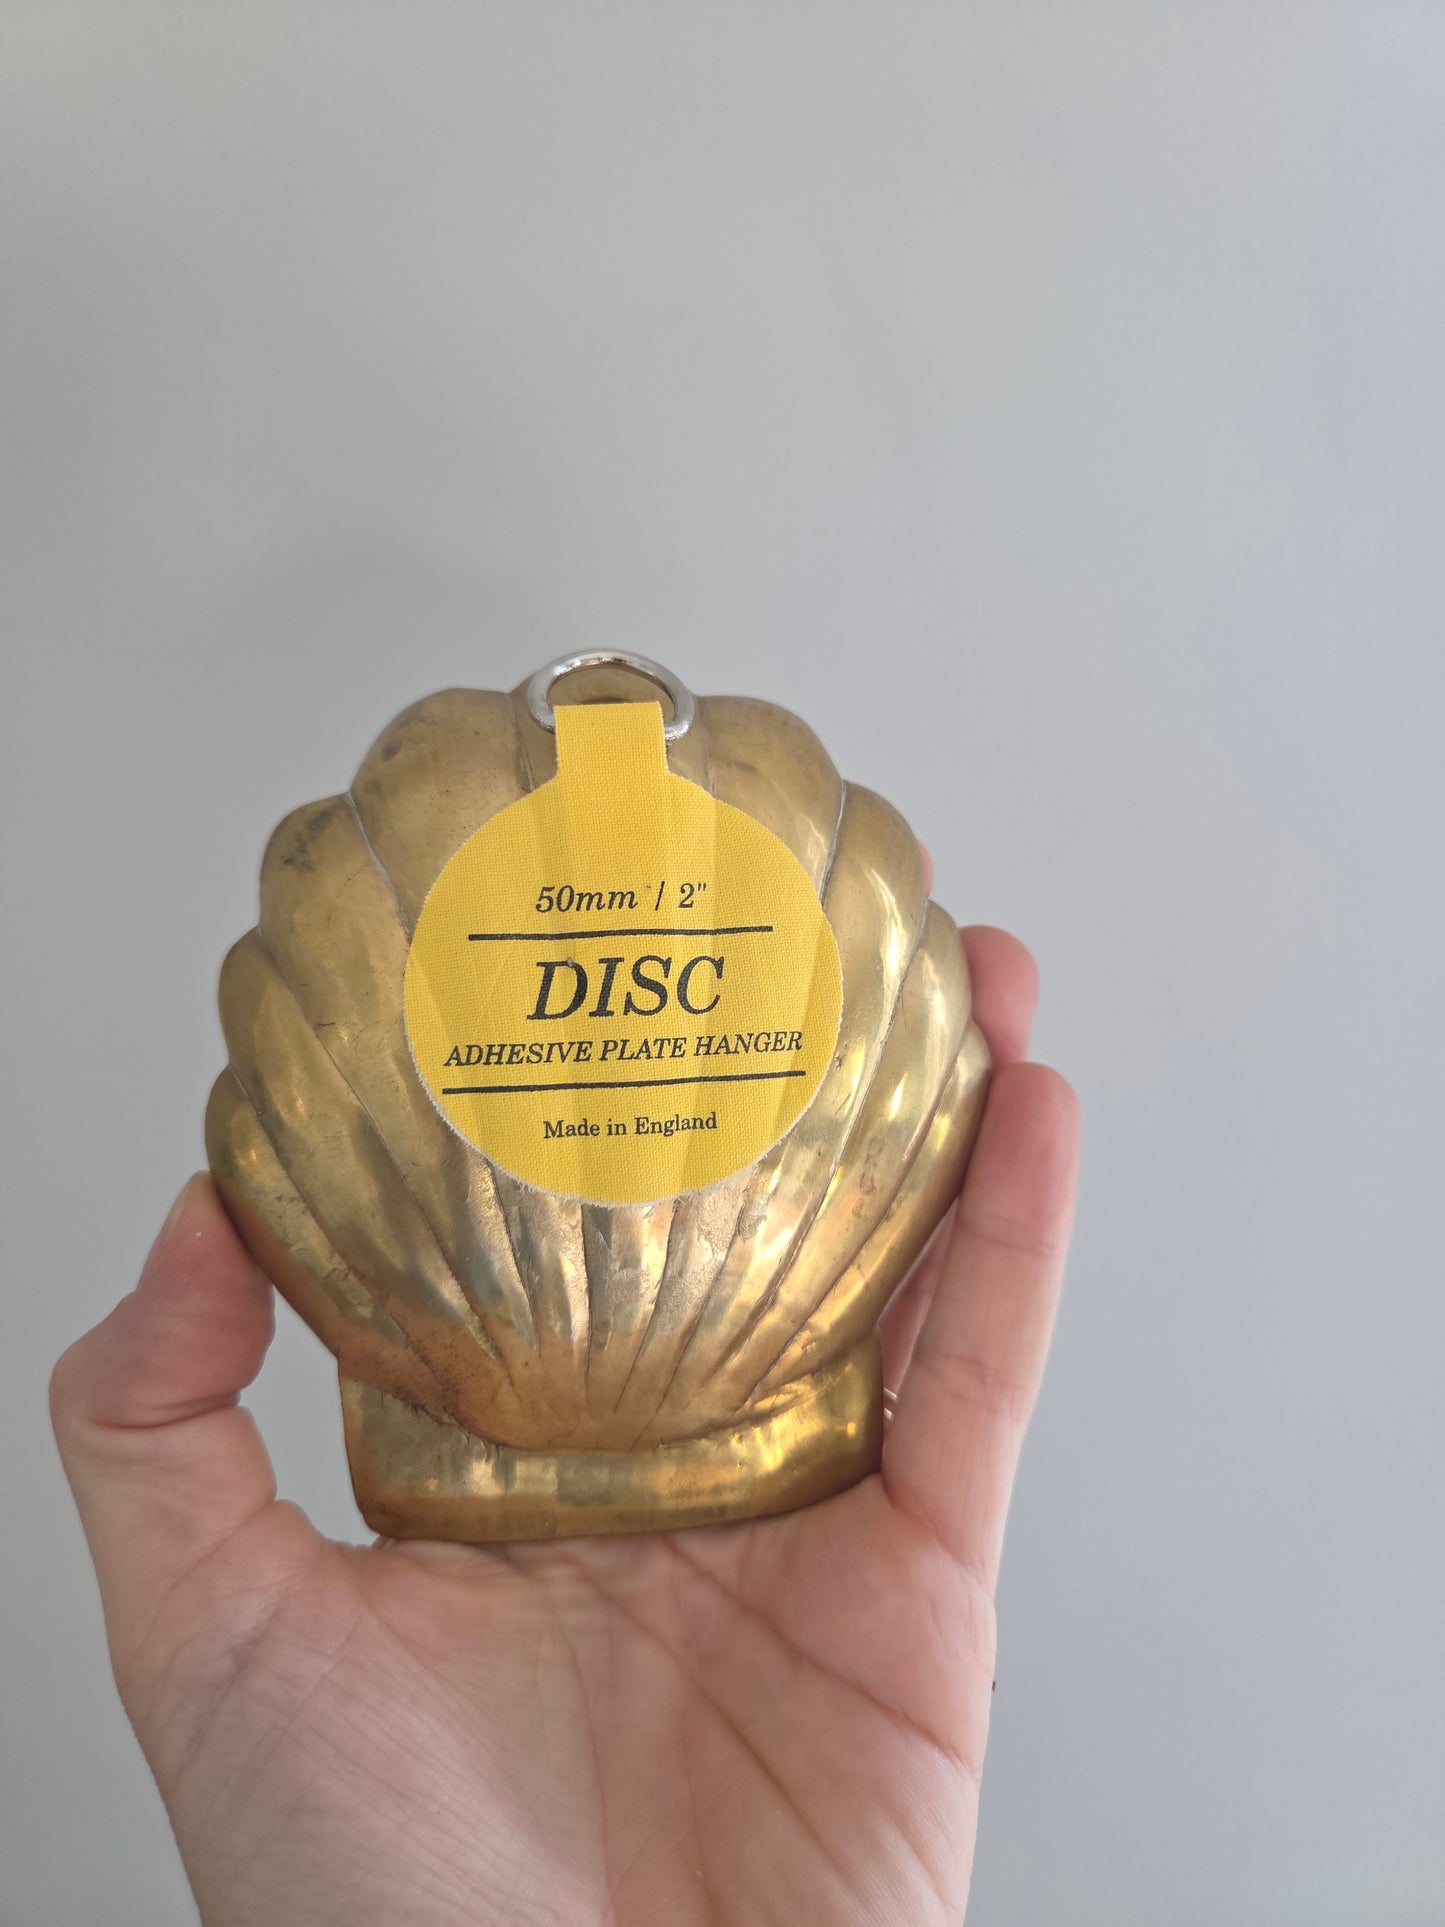 50mm / 2"
DISC
ADHESIVE PLATE HANGER
Made in England